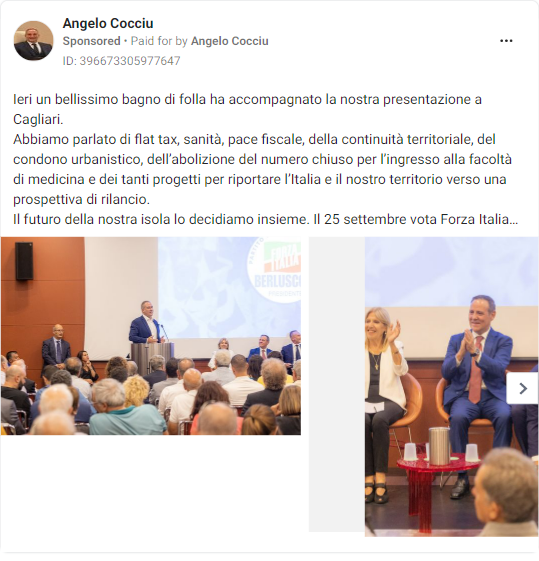 Angelo Cocciu
Sponsored • Paid for by Angelo Cocciu
ID: 396673305977647
Ieri un bellissimo bagno di folla ha accompagnato la nostra presentazione a
Cagliari.
Abbiamo parlato di flat tax, sanità, pace fiscale, della continuità territoriale, del
condono urbanistico, dell’abolizione del numero chiuso per l’ingresso alla facoltà
di medicina e dei tanti progetti per riportare l’Italia e il nostro territorio verso una
prospettiva di rilancio.
Il futuro della nostra isola lo decidiamo insieme. Il 25 settembre vota Forza Italia...
FORZA
ITALIA
BERLUSC